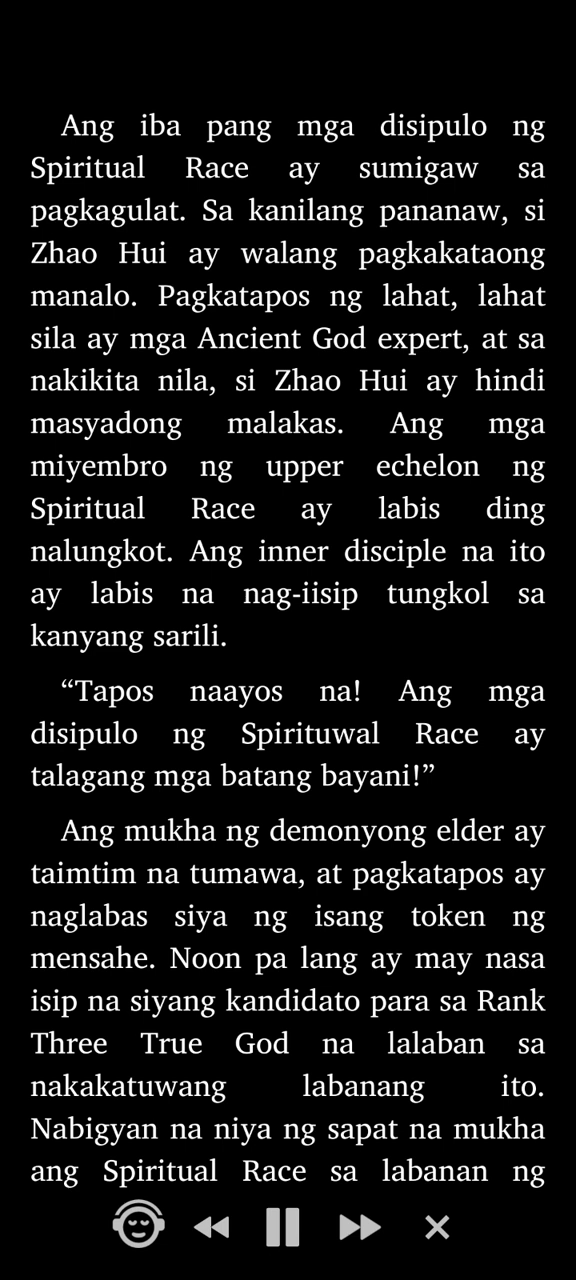 Ang iba pang mga disipulo ng
Spiritual Race ay sumigaw sa
pagkagulat. Sa kanilang pananaw, si
Zhao Hui ay walang pagkakataong
manalo. Pagkatapos ng lahat, lahat
sila ay mga Ancient God expert, at sa
nakikita nila, si Zhao Hui ay hindi
masyadong malakas. Ang mga
miyembro ng upper echelon ng
Spiritual Race ay labis ding
nalungkot. Ang inner disciple na ito
ay labis na nag-iisip tungkol sa
kanyang sarili.
“Tapos naayos na! Ang mga
disipulo ng Spirituwal Race ay
talagang mga batang bayani!”
Ang mukha ng demonyong elder ay
taimtim na tumawa, at pagkatapos ay
naglabas siya ng isang token ng
mensahe. Noon pa lang ay may nasa
isip na siyang kandidato para sa Rank
Three True God na lalaban sa
nakakatuwang labanang ito.
Nabigyan na niya ng sapat na mukha
ang Spiritual Race sa labanan ng